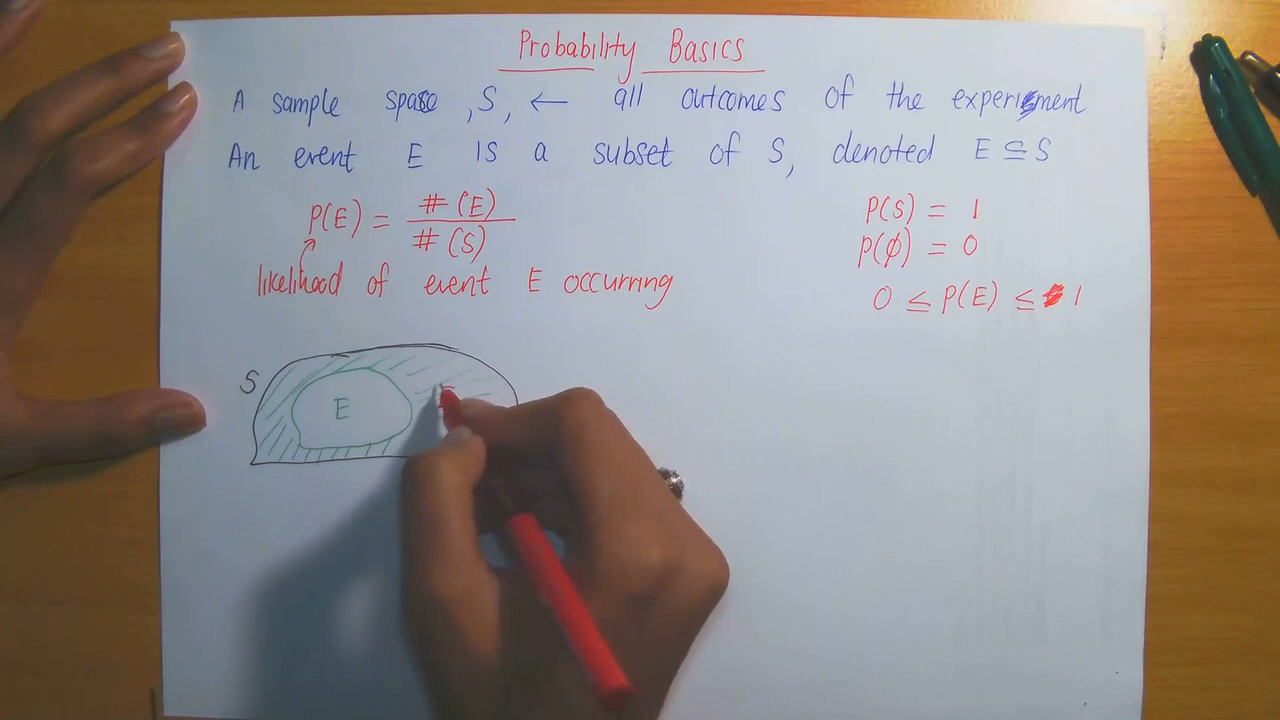 Probability Basics
A sample space, S, ← all outcomes of the experiment
An event E is a subset of S, denoted E ⊆ S
P(E) = #(E) / #(S)
likelihood of event E occurring
P(S) = 1
P(ϕ) = 0
0 ≤ P(E) ≤ 1
S
E